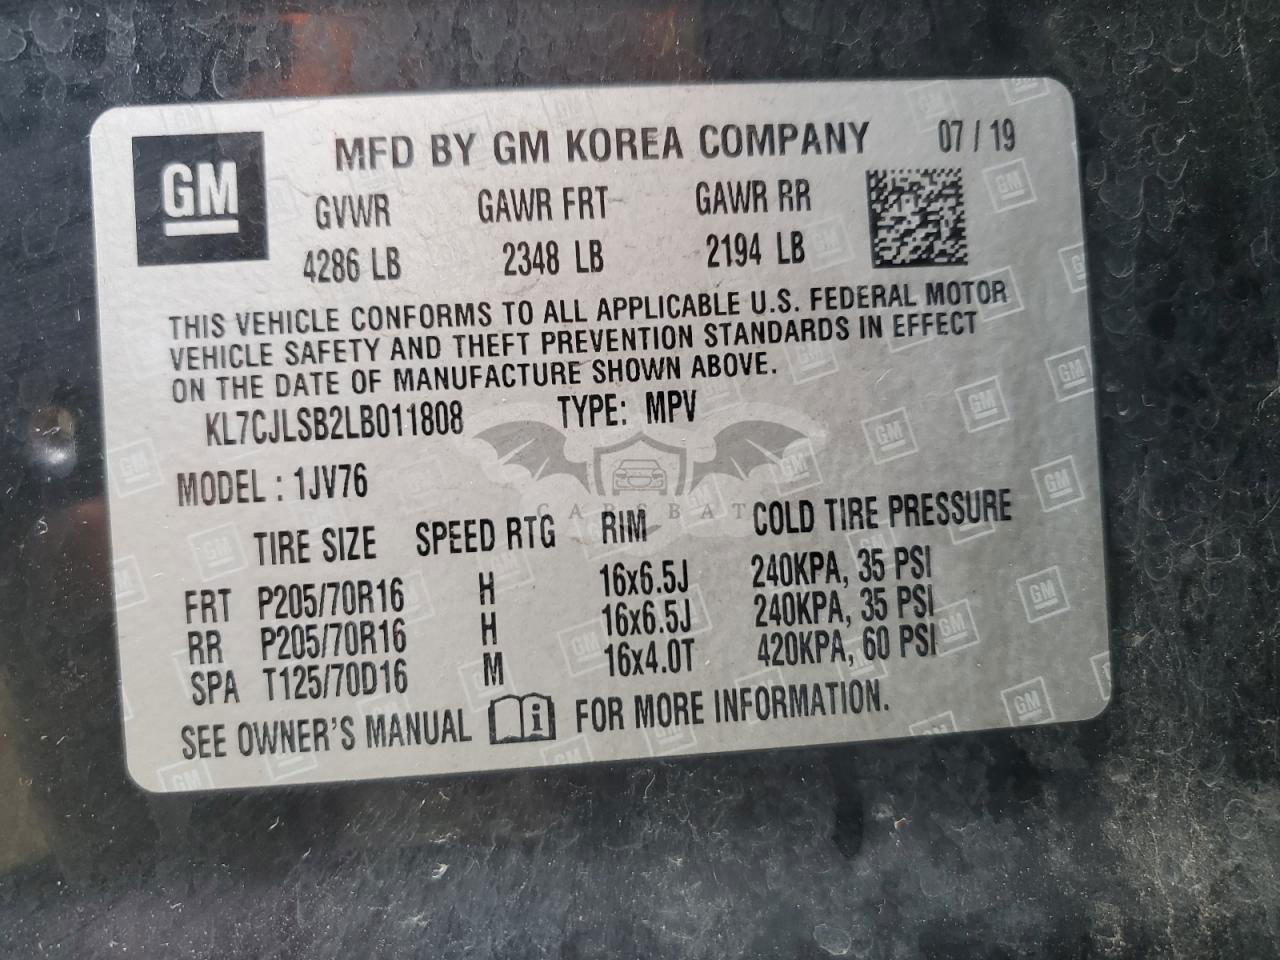 GM
MFD BY GM KOREA COMPANY 07 / 19
GVWR GAWR FRT GAWR RR
4286 LB 2348 LB 2194 LB
THIS VEHICLE CONFORMS TO ALL APPLICABLE U.S. FEDERAL MOTOR
VEHICLE SAFETY AND THEFT PREVENTION STANDARDS IN EFFECT
ON THE DATE OF MANUFACTURE SHOWN ABOVE.
KL7CJLSB2LB011808 TYPE: MPV
MODEL : 1JV76
CARSBAT
TIRE SIZE SPEED RTG RIM COLD TIRE PRESSURE
FRT P205/70R16 H 16x6.5J 240KPA, 35 PSI
RR P205/70R16 H 16x6.5J 240KPA, 35 PSI
SPA T125/70D16 M 16x4.0T 420KPA, 60 PSI
SEE OWNER'S MANUAL i FOR MORE INFORMATION.